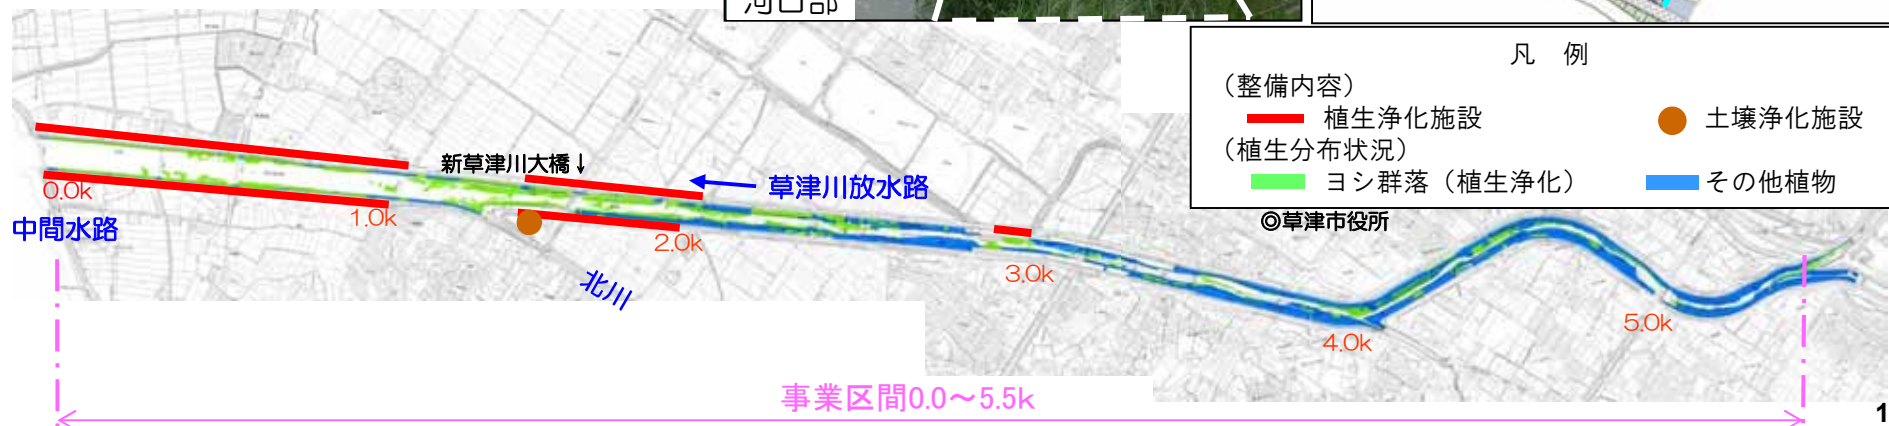 河口部
凡 例
（整備内容）
植生浄化施設
土壌浄化施設
（植生分布状況）
ヨシ群落（植生浄化）
その他植物
新草津川大橋↓
草津川放水路
◎草津市役所
0.0k
1.0k
2.0k
3.0k
4.0k
5.0k
中間水路
北川
事業区間0.0～5.5k
1